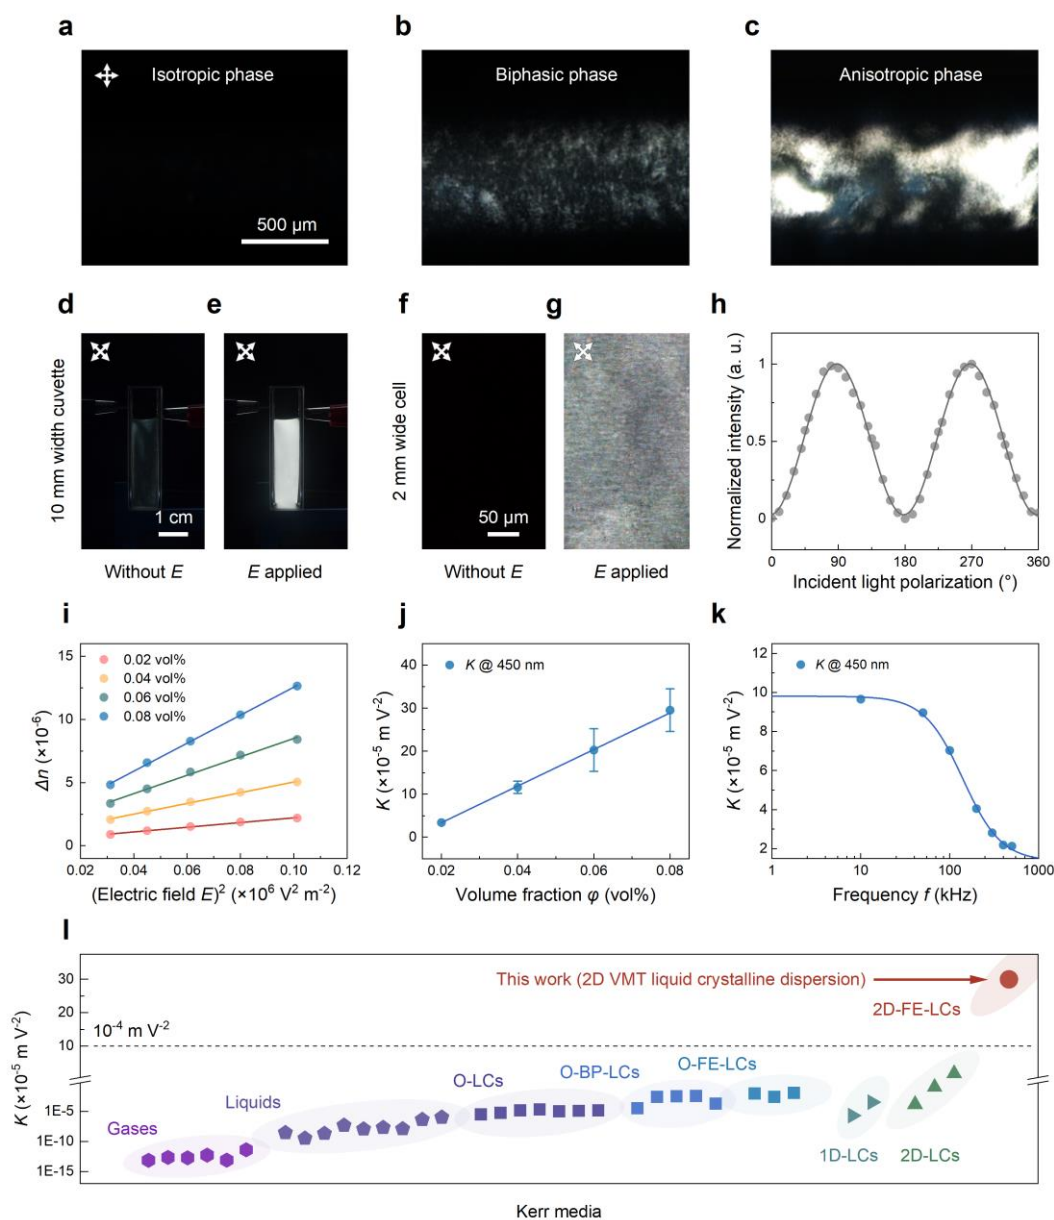 a
b
c
Isotropic phase
Biphasic phase
Anisotropic phase
500 µm
d
e
f
g
h
10 mm width cuvette
1 cm
Without E
E applied
2 mm wide cell
50 µm
Without E
E applied
Normalized intensity (a. u.)
1
0.5
0
0 90 180 270 360
Incident light polarization (°)
i
j
k
Δn (×10⁻⁶)
15
10
5
0
0.02 vol%
0.04 vol%
0.06 vol%
0.08 vol%
0.02 0.04 0.06 0.08 0.10 0.12
(Electric field E)² (×10⁶ V² m⁻²)
K (×10⁻⁵ m V⁻²)
40
30
20
10
0
K @ 450 nm
0.02 0.04 0.06 0.08
Volume fraction φ (vol%)
K (×10⁻⁵ m V⁻²)
12
10
8
6
4
2
K @ 450 nm
1 10 100 1000
Frequency f (kHz)
l
K (×10⁻⁵ m V⁻²)
30
20
10
1E-5
1E-10
1E-15
This work (2D VMT liquid crystalline dispersion)
2D-FE-LCs
10⁻⁴ m V⁻²
Gases
Liquids
O-LCs
O-BP-LCs
O-FE-LCs
1D-LCs
2D-LCs
Kerr media